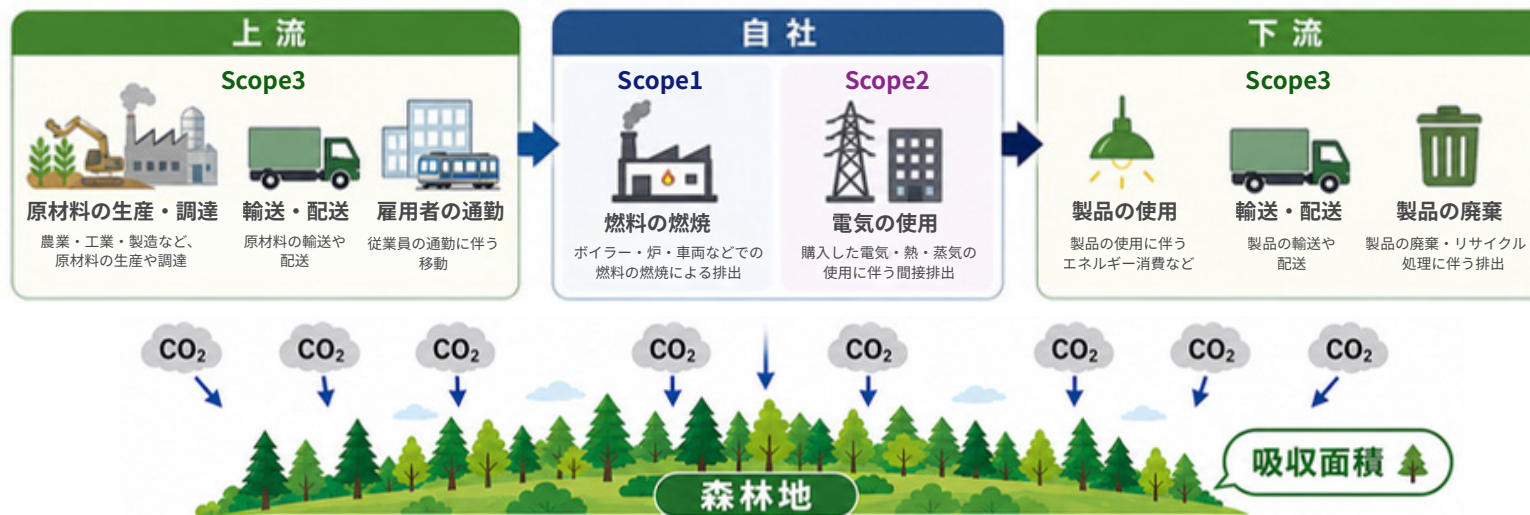 上流
Scope3
原材料の生産・調達
農業・工業・製造など、
原材料の生産や調達
輸送・配送
原材料の輸送や
配送
雇用者の通勤
従業員の通勤に伴う
移動
自社
Scope1
燃料の燃焼
ボイラー・炉・車両などでの
燃料の燃焼による排出
Scope2
電気の使用
購入した電気・熱・蒸気の
使用に伴う間接排出
下流
Scope3
製品の使用
製品の使用に伴う
エネルギー消費など
輸送・配送
製品の輸送や
配送
製品の廃棄
製品の廃棄・リサイクル
処理に伴う排出
CO₂
CO₂
CO₂
CO₂
CO₂
CO₂
CO₂
CO₂
吸収面積
森林地